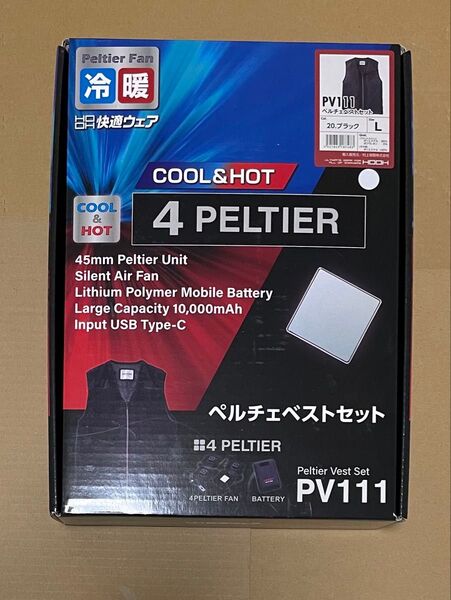 Peltier Fan
冷 暖
快適ウェア
PV111
ペルチェベストセット
20.ブラック
L
HOOH
COOL&HOT
COOL
&
HOT
4 PELTIER
45mm Peltier Unit
Silent Air Fan
Lithium Polymer Mobile Battery
Large Capacity 10,000mAh
Input USB Type-C
ペルチェベストセット
4 PELTIER
4PELTIER FAN
BATTERY
Peltier Vest Set
PV111